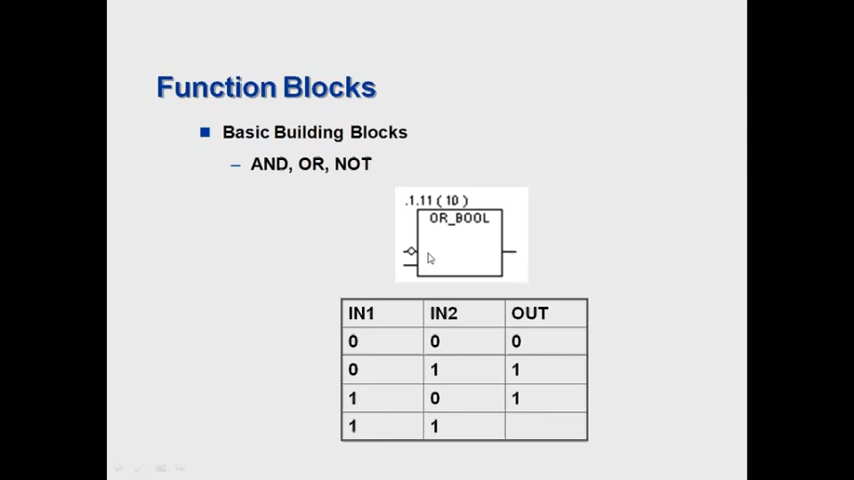 Function Blocks
Basic Building Blocks
– AND, OR, NOT
.1.11 ( 10 )
OR_BOOL
IN1 IN2 OUT
0 0 0
0 1 1
1 0 1
1 1